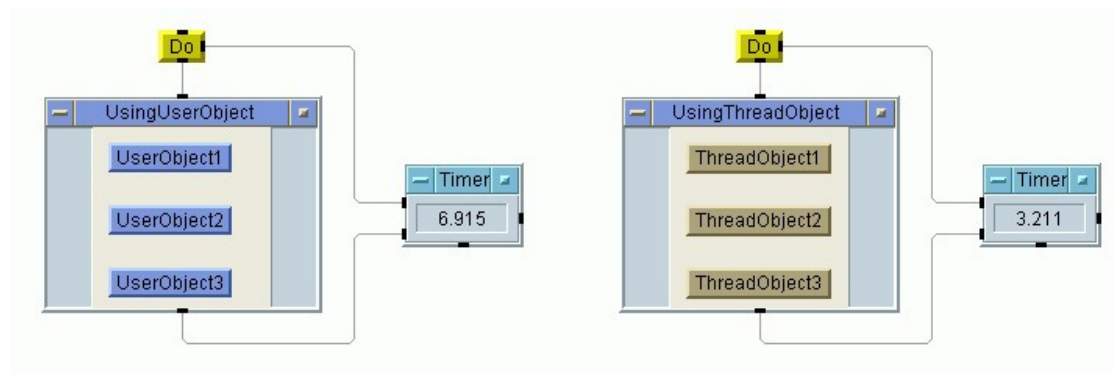 Do
UsingUserObject
UserObject1
UserObject2
UserObject3
Timer
6.915
Do
UsingThreadObject
ThreadObject1
ThreadObject2
ThreadObject3
Timer
3.211